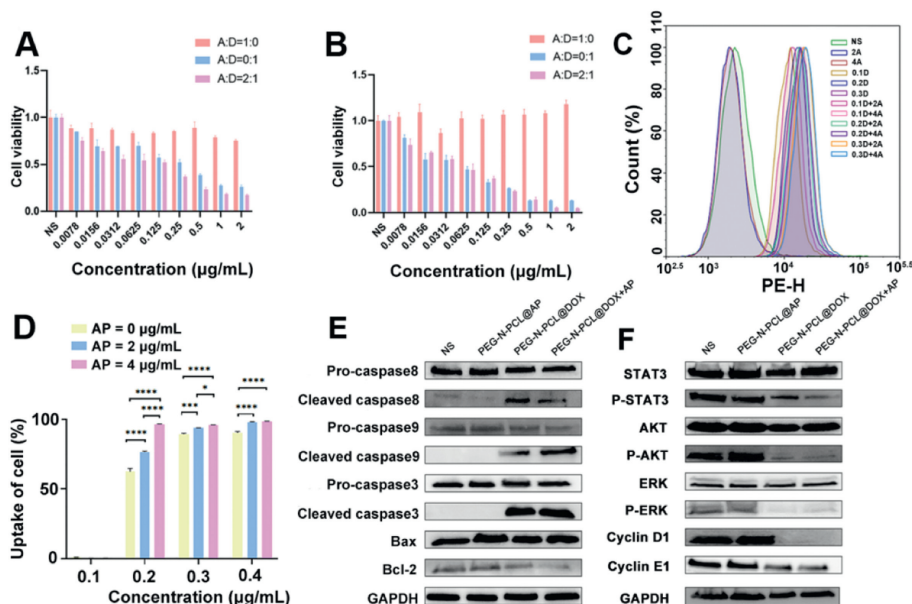 A
A:D=1:0
A:D=0:1
A:D=2:1
Cell viability
1.5
1.0
0.5
0.0
NS
0.0078
0.0156
0.0312
0.0625
0.125
0.25
0.5
1
2
Concentration (µg/mL)
B
A:D=1:0
A:D=0:1
A:D=2:1
Cell viability
1.5
1.0
0.5
0.0
NS
0.0078
0.0156
0.0312
0.0625
0.125
0.25
0.5
1
2
Concentration (µg/mL)
C
Count (%)
100 110
80
60
40
20
0
10^2.5 10^3 10^4 10^5 10^5.5
PE-H
NS
2A
4A
0.1D
0.2D
0.3D
0.1D+2A
0.1D+4A
0.2D+2A
0.2D+4A
0.3D+2A
0.3D+4A
D
AP = 0 µg/mL
AP = 2 µg/mL
AP = 4 µg/mL
Uptake of cell (%)
100
50
0
**** **** ****
**** *** * **** ****
0.1 0.2 0.3 0.4
Concentration (µg/mL)
E
NS PEG-N-PCL@AP PEG-N-PCL@DOX PEG-N-PCL@DOX+AP
Pro-caspase8
Cleaved caspase8
Pro-caspase9
Cleaved caspase9
Pro-caspase3
Cleaved caspase3
Bax
Bcl-2
GAPDH
F
NS PEG-N-PCL@AP PEG-N-PCL@DOX PEG-N-PCL@DOX+AP
STAT3
P-STAT3
AKT
P-AKT
ERK
P-ERK
Cyclin D1
Cyclin E1
GAPDH